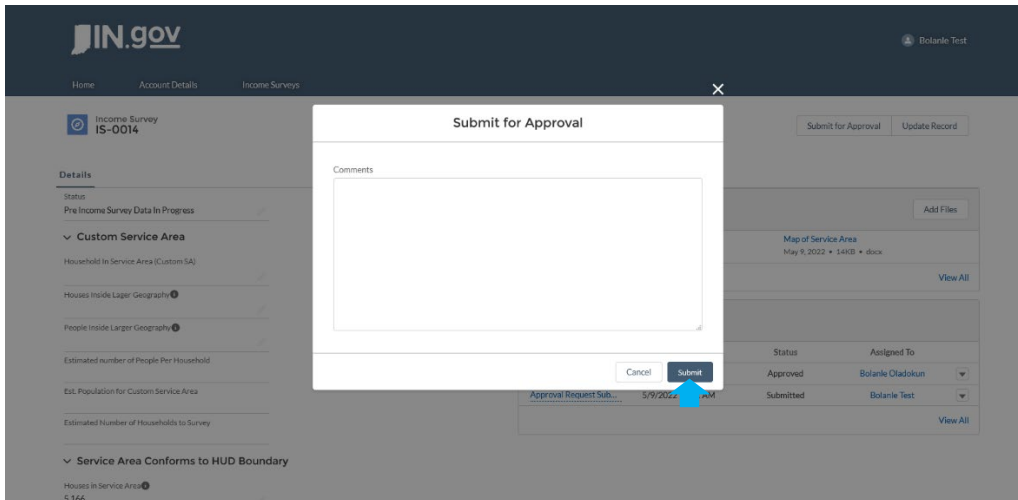 IN.gov
Bolanle Test
Home Account Details Income Surveys
Income Survey
IS-0014
Submit for Approval
Submit for Approval Update Record
Comments
Details
Status
Pre Income Survey Data In Progress
Add Files
Custom Service Area
Map of Service Area
May 9, 2022 • 14KB • docx
Household In Service Area (Custom SA)
View All
Houses Inside Lager Geography
People Inside Larger Geography
Status Assigned To
Estimated number of People Per Household
Cancel Submit
Approved Bolanle Oladokun
Est. Population for Custom Service Area
Approval Request Sub... 5/9/2022 AM Submitted Bolanle Test
Estimated Number of Households to Survey
View All
Service Area Conforms to HUD Boundary
Houses in Service Area
5,166